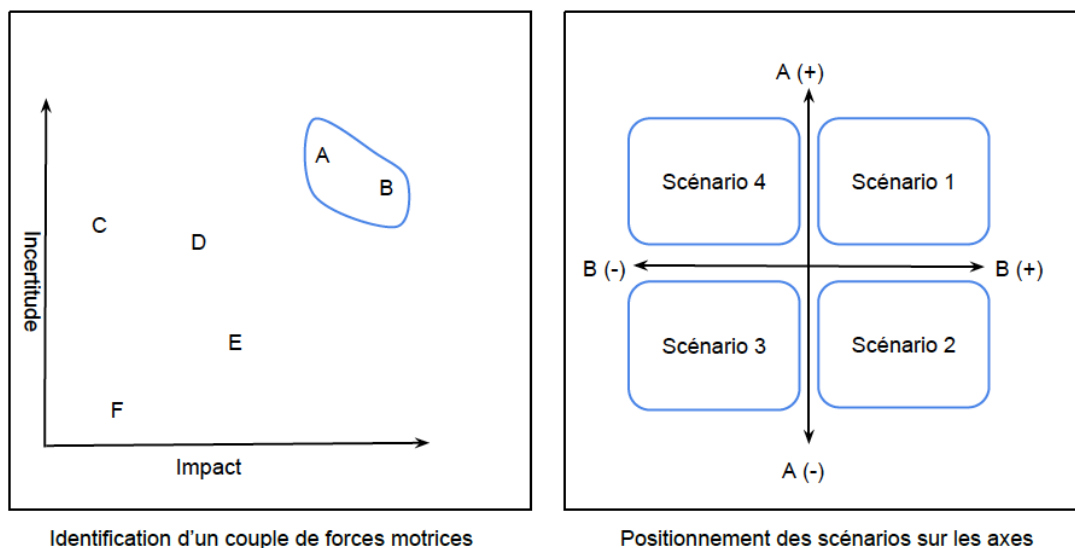 A
B
C
D
E
F
Incertitude
Impact
Identification d'un couple de forces motrices
A (+)
Scénario 4
Scénario 1
B (-)
B (+)
Scénario 3
Scénario 2
A (-)
Positionnement des scénarios sur les axes